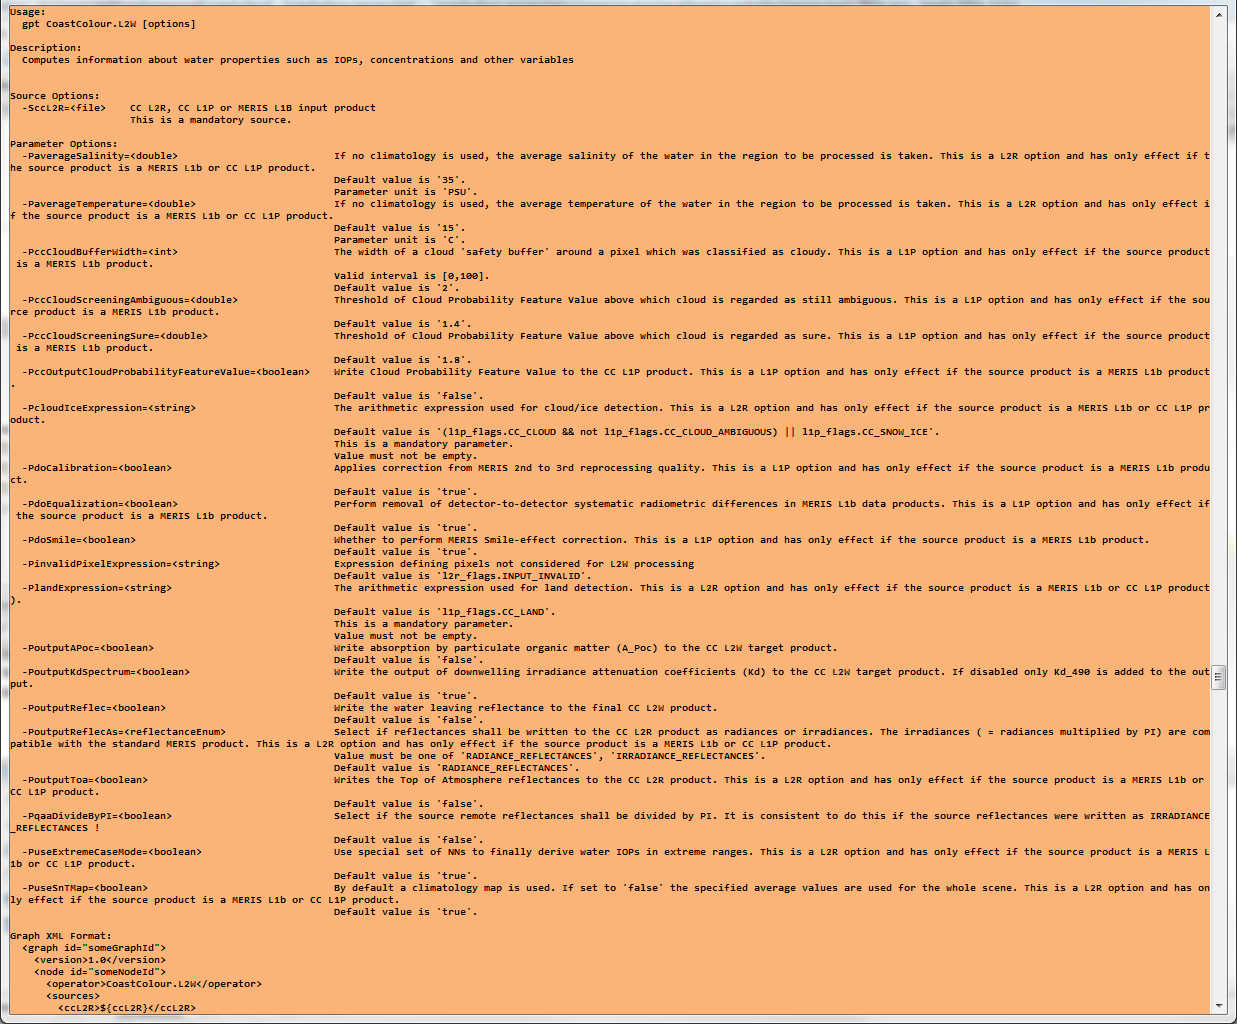 Usage:
gpt CoastColour.L2W [options]
Description:
Computes information about water properties such as IOPs, concentrations and other variables
Source Options:
-SccL2R=<file>    CC L2R, CC L1P or MERIS L1B input product
This is a mandatory source.
Parameter Options:
-PaverageSalinity=<double>    If no climatology is used, the average salinity of the water in the region to be processed is taken. This is a L2R option and has only effect if t
he source product is a MERIS L1b or CC L1P product.
Default value is '35'.
Parameter unit is 'PSU'.
-PaverageTemperature=<double>    If no climatology is used, the average temperature of the water in the region to be processed is taken. This is a L2R option and has only effect i
f the source product is a MERIS L1b or CC L1P product.
Default value is '15'.
Parameter unit is 'C'.
-PccCloudBufferWidth=<int>    The width of a cloud 'safety buffer' around a pixel which was classified as cloudy. This is a L1P option and has only effect if the source product
is a MERIS L1b product.
Valid interval is [0,100].
Default value is '2'.
-PccCloudScreeningAmbiguous=<double>    Threshold of Cloud Probability Feature Value above which cloud is regarded as still ambiguous. This is a L1P option and has only effect if the sou
rce product is a MERIS L1b product.
Default value is '1.4'.
-PccCloudScreeningSure=<double>    Threshold of Cloud Probability Feature Value above which cloud is regarded as sure. This is a L1P option and has only effect if the source product
is a MERIS L1b product.
Default value is '1.8'.
-PccOutputCloudProbabilityFeatureValue=<boolean>    Write Cloud Probability Feature Value to the CC L1P product. This is a L1P option and has only effect if the source product is a MERIS L1b product
.
Default value is 'false'.
-PcloudIceExpression=<string>    The arithmetic expression used for cloud/ice detection. This is a L2R option and has only effect if the source product is a MERIS L1b or CC L1P pr
oduct.
Default value is '(l1p_flags.CC_CLOUD && not l1p_flags.CC_CLOUD_AMBIGUOUS) || l1p_flags.CC_SNOW_ICE'.
This is a mandatory parameter.
Value must not be empty.
-PdoCalibration=<boolean>    Applies correction from MERIS 2nd to 3rd reprocessing quality. This is a L1P option and has only effect if the source product is a MERIS L1b produ
ct.
Default value is 'true'.
-PdoEqualization=<boolean>    Perform removal of detector-to-detector systematic radiometric differences in MERIS L1b data products. This is a L1P option and has only effect if
the source product is a MERIS L1b product.
Default value is 'true'.
-PdoSmile=<boolean>    Whether to perform MERIS Smile-effect correction. This is a L1P option and has only effect if the source product is a MERIS L1b product.
Default value is 'true'.
-PinvalidPixelExpression=<string>    Expression defining pixels not considered for L2W processing
Default value is 'l2r_flags.INPUT_INVALID'.
-PlandExpression=<string>    The arithmetic expression used for land detection. This is a L2R option and has only effect if the source product is a MERIS L1b or CC L1P product
).
Default value is 'l1p_flags.CC_LAND'.
This is a mandatory parameter.
Value must not be empty.
-PoutputAPoc=<boolean>    Write absorption by particulate organic matter (A_Poc) to the CC L2W target product.
Default value is 'false'.
-PoutputKdSpectrum=<boolean>    Write the output of downwelling irradiance attenuation coefficients (Kd) to the CC L2W target product. If disabled only Kd_490 is added to the out
put.
Default value is 'true'.
-PoutputReflec=<boolean>    Write the water leaving reflectance to the final CC L2W product.
Default value is 'false'.
-PoutputReflecAs=<reflectanceEnum>    Select if reflectances shall be written to the CC L2R product as radiances or irradiances. The irradiances ( = radiances multiplied by PI) are com
patible with the standard MERIS product. This is a L2R option and has only effect if the source product is a MERIS L1b or CC L1P product.
Value must be one of 'RADIANCE_REFLECTANCES', 'IRRADIANCE_REFLECTANCES'.
Default value is 'RADIANCE_REFLECTANCES'.
-PoutputToa=<boolean>    Writes the Top of Atmosphere reflectances to the CC L2R product. This is a L2R option and has only effect if the source product is a MERIS L1b or
CC L1P product.
Default value is 'false'.
-PqaaDivideByPI=<boolean>    Select if the source remote reflectances shall be divided by PI. It is consistent to do this if the source reflectances were written as IRRADIANCE
_REFLECTANCES !
Default value is 'false'.
-PuseExtremeCaseMode=<boolean>    Use special set of NNs to finally derive water IOPs in extreme ranges. This is a L2R option and has only effect if the source product is a MERIS L
1b or CC L1P product.
Default value is 'true'.
-PuseSnTMap=<boolean>    By default a climatology map is used. If set to 'false' the specified average values are used for the whole scene. This is a L2R option and has on
ly effect if the source product is a MERIS L1b or CC L1P product.
Default value is 'true'.
Graph XML Format:
<graph id="someGraphId">
<version>1.0</version>
<node id="someNodeId">
<operator>CoastColour.L2W</operator>
<sources>
<ccL2R>${ccL2R}</ccL2R>